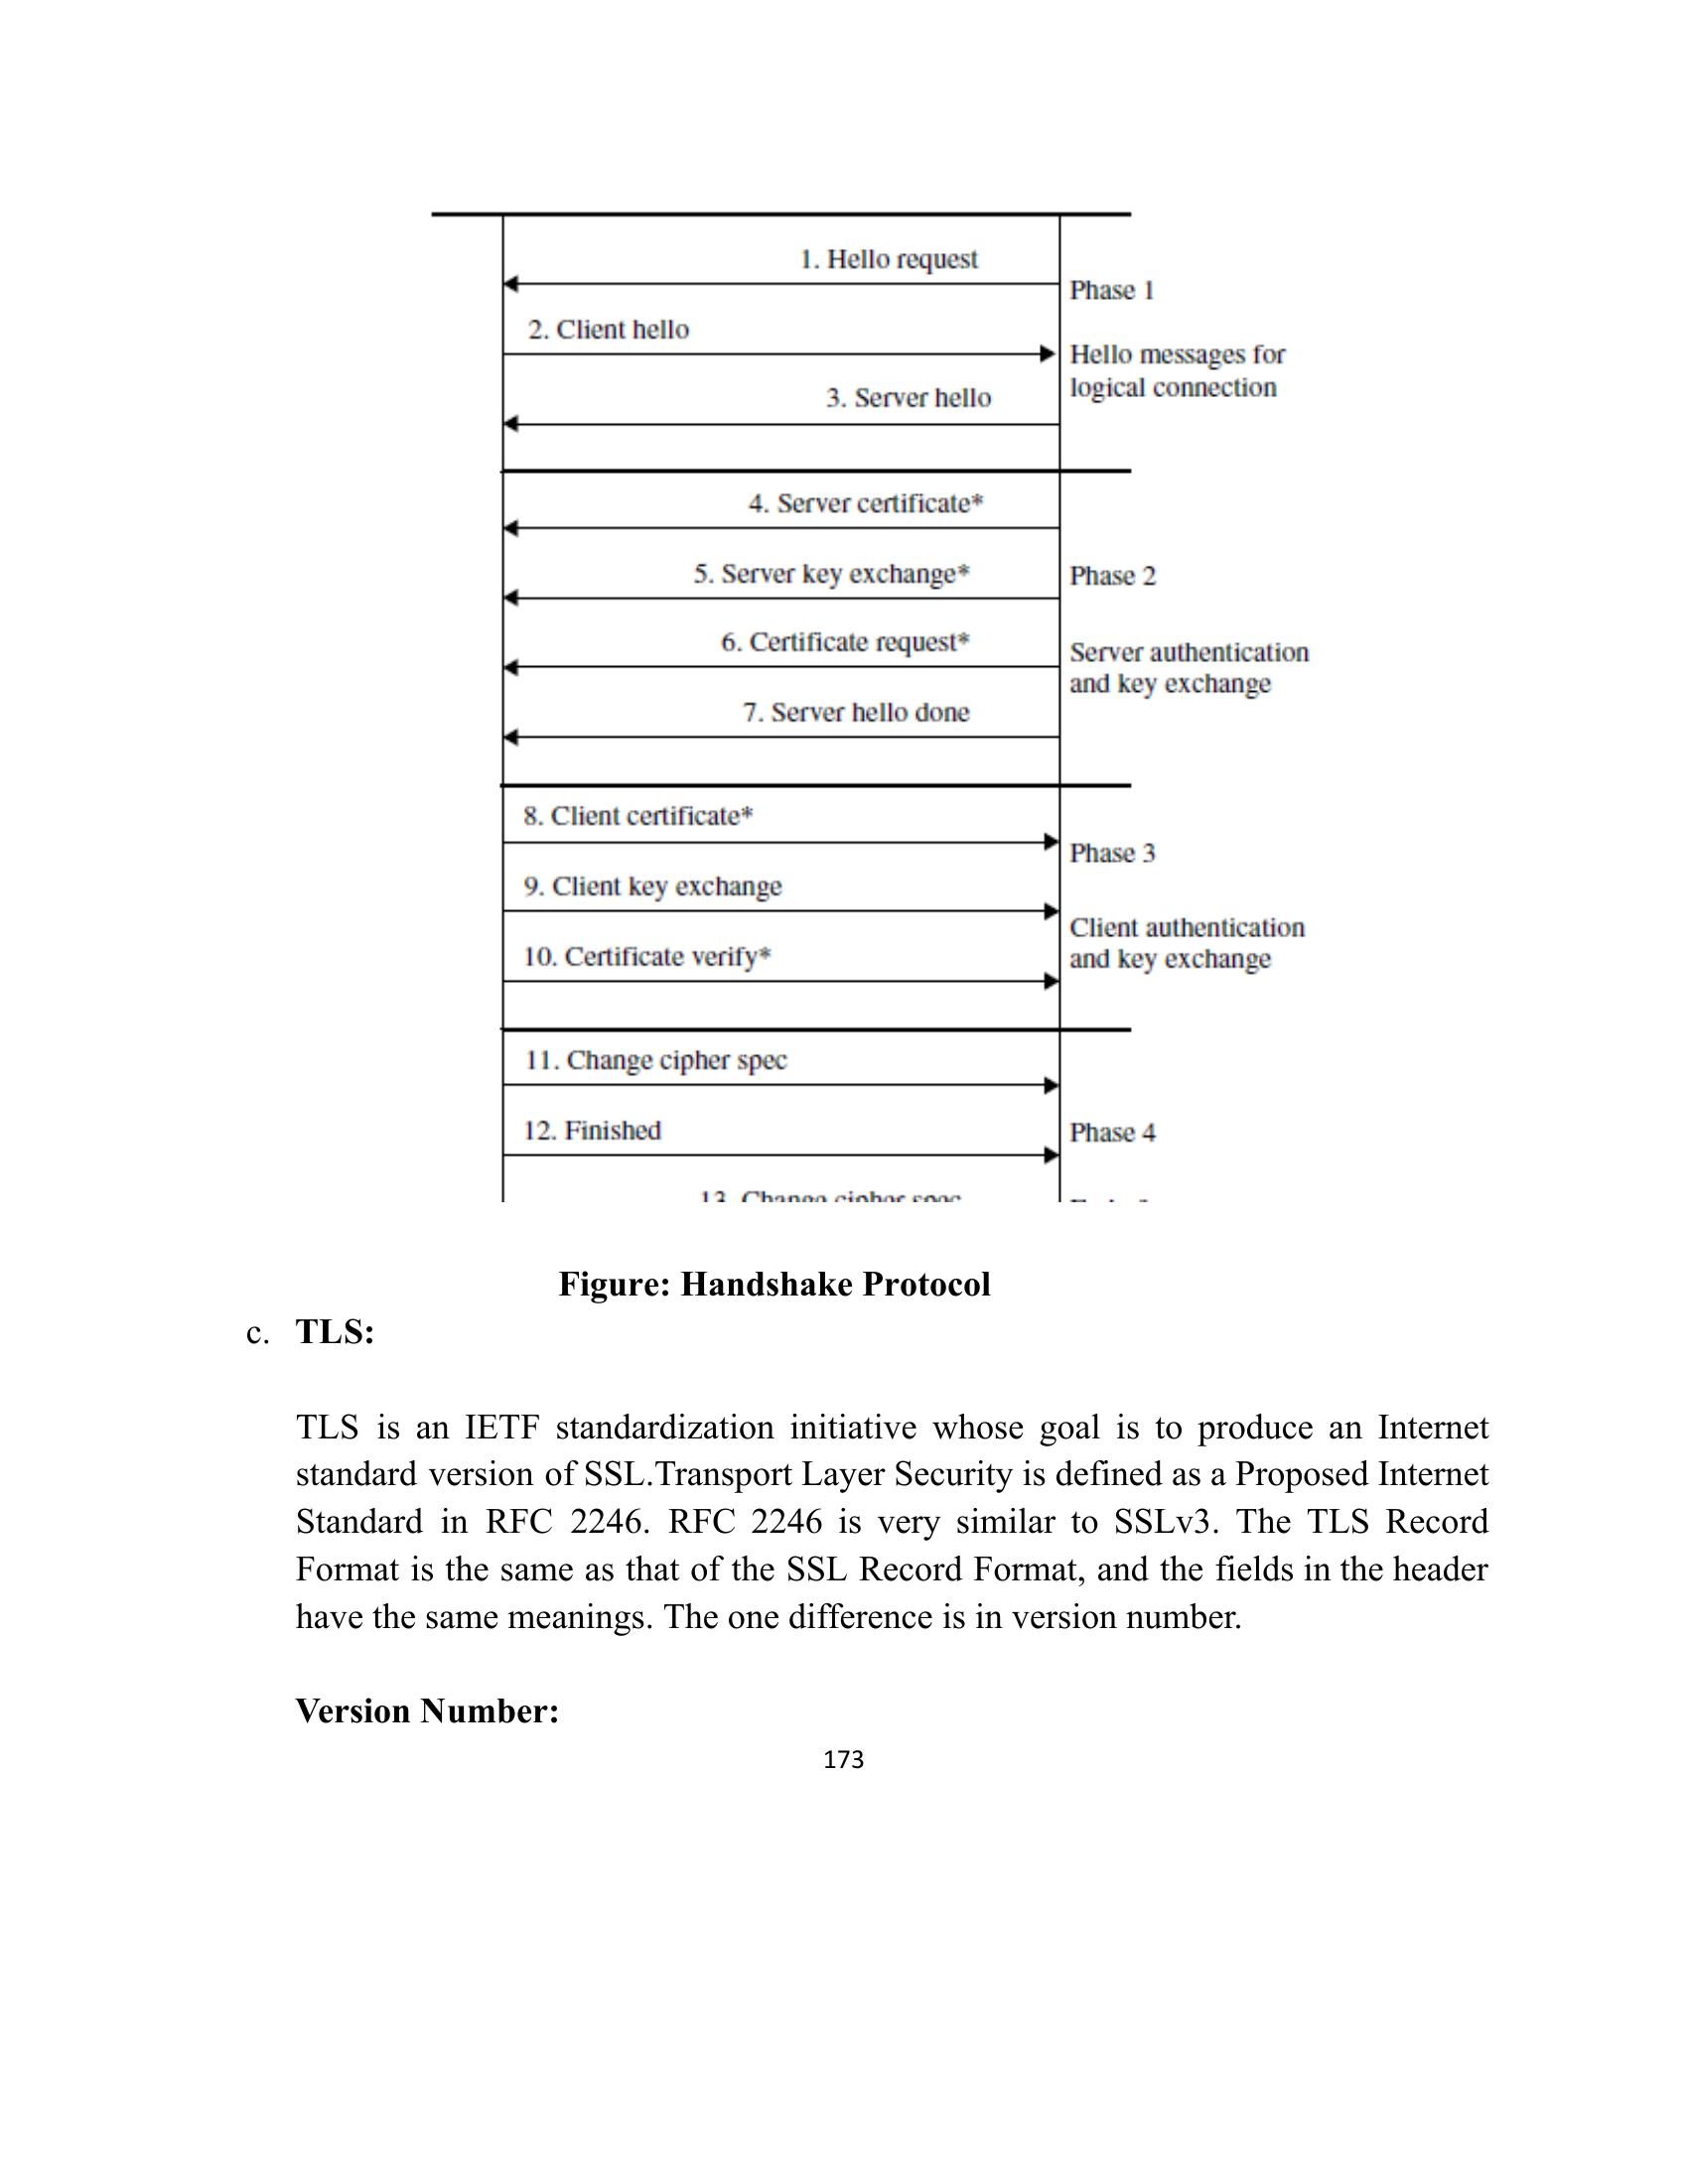 1. Hello request
Phase 1
2. Client hello
Hello messages for
logical connection
3. Server hello
4. Server certificate*
5. Server key exchange*
Phase 2
6. Certificate request*
Server authentication
and key exchange
7. Server hello done
8. Client certificate*
Phase 3
9. Client key exchange
Client authentication
and key exchange
10. Certificate verify*
11. Change cipher spec
12. Finished
Phase 4
13. Change cipher spec
Figure: Handshake Protocol
c. TLS:
TLS is an IETF standardization initiative whose goal is to produce an Internet
standard version of SSL.Transport Layer Security is defined as a Proposed Internet
Standard in RFC 2246. RFC 2246 is very similar to SSLv3. The TLS Record
Format is the same as that of the SSL Record Format, and the fields in the header
have the same meanings. The one difference is in version number.
Version Number:
173